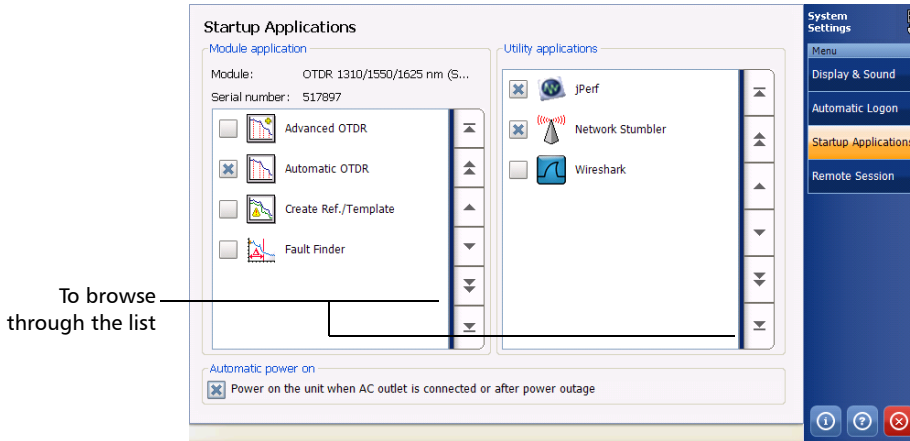 Startup Applications
Module application
Module: OTDR 1310/1550/1625 nm (S...
Serial number: 517897
Advanced OTDR
Automatic OTDR
Create Ref./Template
Fault Finder
Utility applications
jPerf
Network Stumbler
Wireshark
To browse
through the list
Automatic power on
Power on the unit when AC outlet is connected or after power outage
System
Settings
Menu
Display & Sound
Automatic Logon
Startup Applications
Remote Session